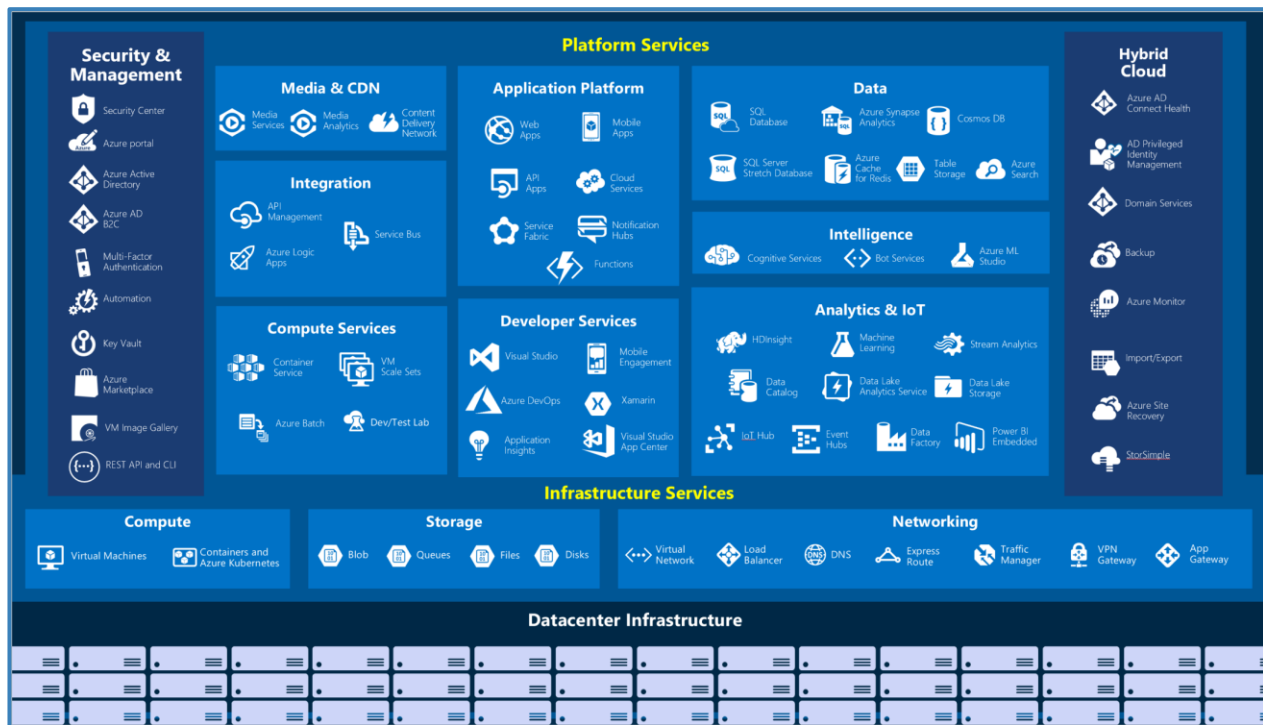 Platform Services
Security &
Management
Security Center
Azure portal
Azure Active
Directory
Azure AD
B2C
Multi-Factor
Authentication
Automation
Key Vault
Azure
Marketplace
VM Image Gallery
REST API and CLI
Media & CDN
Media
Services
Media
Analytics
Content
Delivery
Network
Integration
API
Management
Service Bus
Azure Logic
Apps
Compute Services
Container
Service
VM
Scale Sets
Azure Batch
Dev/Test Lab
Application Platform
Web
Apps
Mobile
Apps
API
Apps
Cloud
Services
Service
Fabric
Notification
Hubs
Functions
Developer Services
Visual Studio
Mobile
Engagement
Azure DevOps
Xamarin
Application
Insights
Visual Studio
App Center
Data
SQL
SQL
Database
SQL
Azure Synapse
Analytics
Cosmos DB
SQL
SQL Server
Stretch Database
Azure
Cache
for Redis
Table
Storage
Azure
Search
Intelligence
Cognitive Services
Bot Services
Azure ML
Studio
Analytics & IoT
HDInsight
Machine
Learning
Stream Analytics
Data
Catalog
Data Lake
Analytics Service
Data Lake
Storage
IoT Hub
Event
Hubs
Data
Factory
Power BI
Embedded
Hybrid
Cloud
Azure AD
Connect Health
AD Privileged
Identity
Management
Domain Services
Backup
Azure Monitor
Import/Export
Azure Site
Recovery
StorSimple
Infrastructure Services
Compute
Virtual Machines
Containers and
Azure Kubernetes
Storage
Blob
Queues
Files
Disks
Networking
Virtual
Network
Load
Balancer
DNS
DNS
Express
Route
Traffic
Manager
VPN
Gateway
App
Gateway
Datacenter Infrastructure